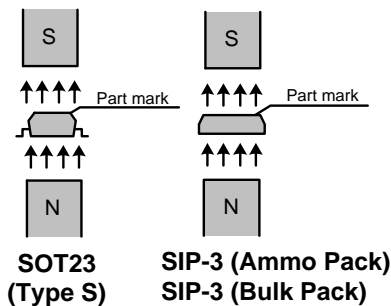 S S
Part mark Part mark
N N
SOT23 SIP-3 (Ammo Pack)
(Type S) SIP-3 (Bulk Pack)